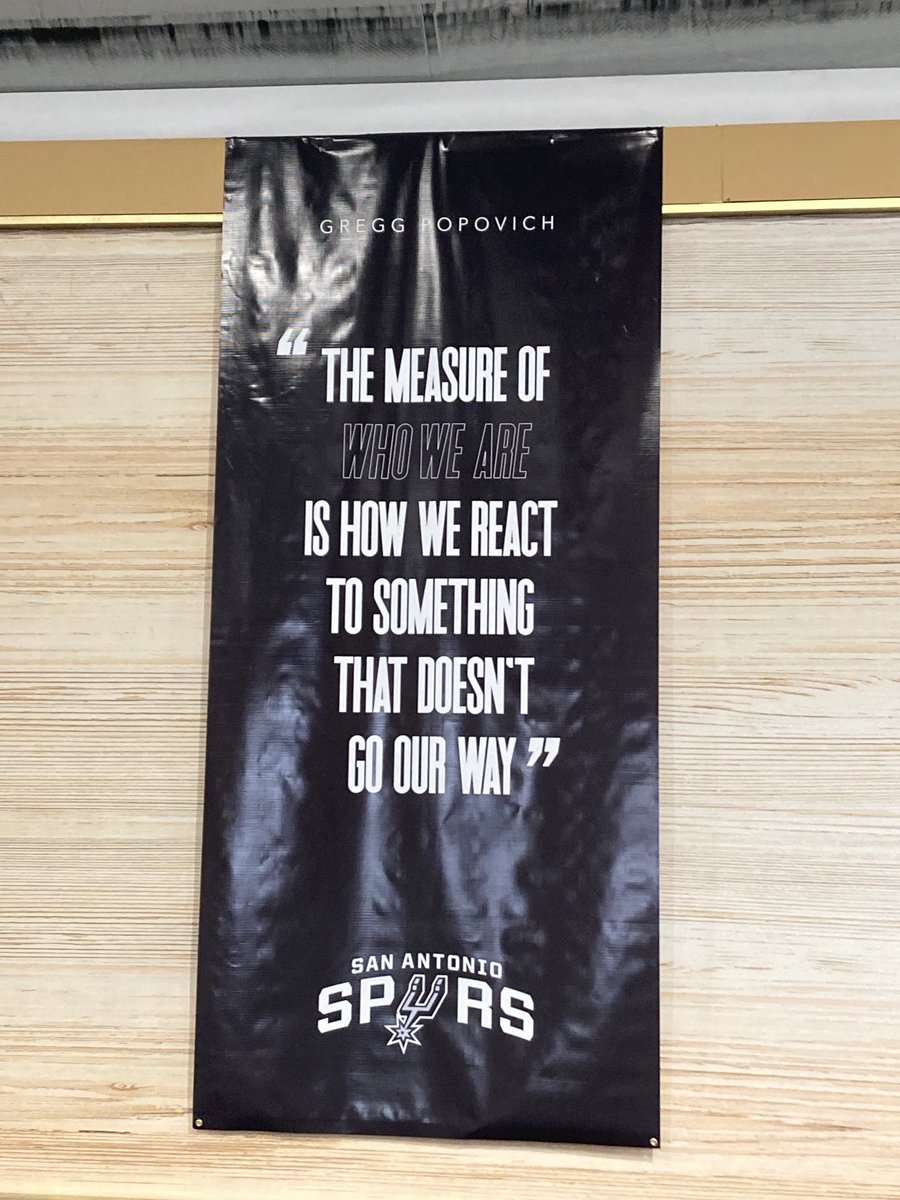 GREGG POPOVICH
“ THE MEASURE OF
WHO WE ARE
IS HOW WE REACT
TO SOMETHING
THAT DOESN'T
GO OUR WAY ”
SAN ANTONIO
SPURS